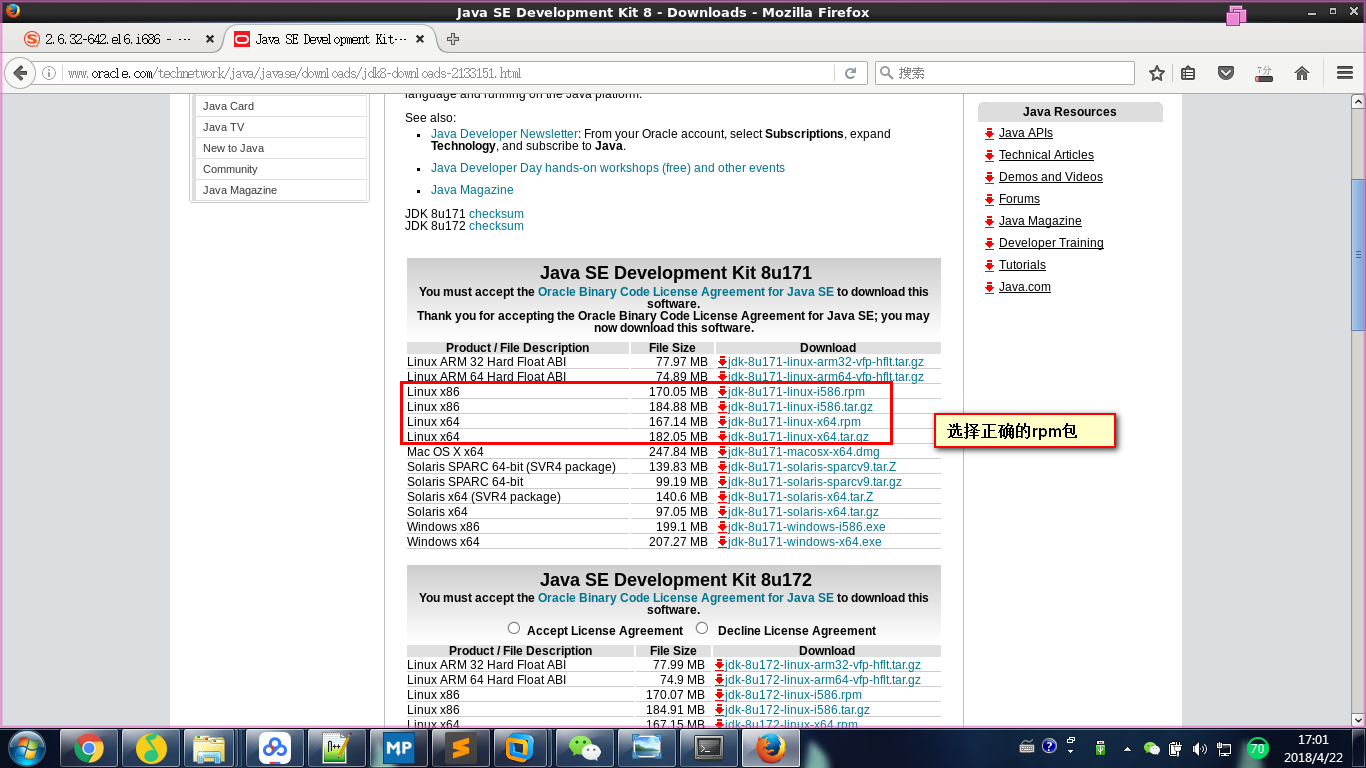 Java SE Development Kit 8 - Downloads - Mozilla Firefox
2.6.32-642.el6.i686 - ···
Java SE Development Kit···
www.oracle.com/technetwork/java/javase/downloads/jdk8-downloads-2133151.html
搜索
7分
Java Card
Java TV
New to Java
Community
Java Magazine
language and running on the Java platform.
See also:
Java Developer Newsletter: From your Oracle account, select Subscriptions, expand
Technology, and subscribe to Java.
Java Developer Day hands-on workshops (free) and other events
Java Magazine
JDK 8u171 checksum
JDK 8u172 checksum
Java SE Development Kit 8u171
You must accept the Oracle Binary Code License Agreement for Java SE to download this
software.
Thank you for accepting the Oracle Binary Code License Agreement for Java SE; you may
now download this software.
Product / File Description File Size Download
Linux ARM 32 Hard Float ABI 77.97 MB jdk-8u171-linux-arm32-vfp-hflt.tar.gz
Linux ARM 64 Hard Float ABI 74.89 MB jdk-8u171-linux-arm64-vfp-hflt.tar.gz
Linux x86 170.05 MB jdk-8u171-linux-i586.rpm
Linux x86 184.88 MB jdk-8u171-linux-i586.tar.gz
Linux x64 167.14 MB jdk-8u171-linux-x64.rpm
Linux x64 182.05 MB jdk-8u171-linux-x64.tar.gz
Mac OS X x64 247.84 MB jdk-8u171-macosx-x64.dmg
Solaris SPARC 64-bit (SVR4 package) 139.83 MB jdk-8u171-solaris-sparcv9.tar.Z
Solaris SPARC 64-bit 99.19 MB jdk-8u171-solaris-sparcv9.tar.gz
Solaris x64 (SVR4 package) 140.6 MB jdk-8u171-solaris-x64.tar.Z
Solaris x64 97.05 MB jdk-8u171-solaris-x64.tar.gz
Windows x86 199.1 MB jdk-8u171-windows-i586.exe
Windows x64 207.27 MB jdk-8u171-windows-x64.exe
选择正确的rpm包
Java SE Development Kit 8u172
You must accept the Oracle Binary Code License Agreement for Java SE to download this
software.
Accept License Agreement Decline License Agreement
Product / File Description File Size Download
Linux ARM 32 Hard Float ABI 77.99 MB jdk-8u172-linux-arm32-vfp-hflt.tar.gz
Linux ARM 64 Hard Float ABI 74.9 MB jdk-8u172-linux-arm64-vfp-hflt.tar.gz
Linux x86 170.07 MB jdk-8u172-linux-i586.rpm
Linux x86 184.91 MB jdk-8u172-linux-i586.tar.gz
Linux x64 167.15 MB jdk-8u172-linux-x64.rpm
Java Resources
Java APIs
Technical Articles
Demos and Videos
Forums
Java Magazine
Developer Training
Tutorials
Java.com
MP
70
17:01
2018/4/22